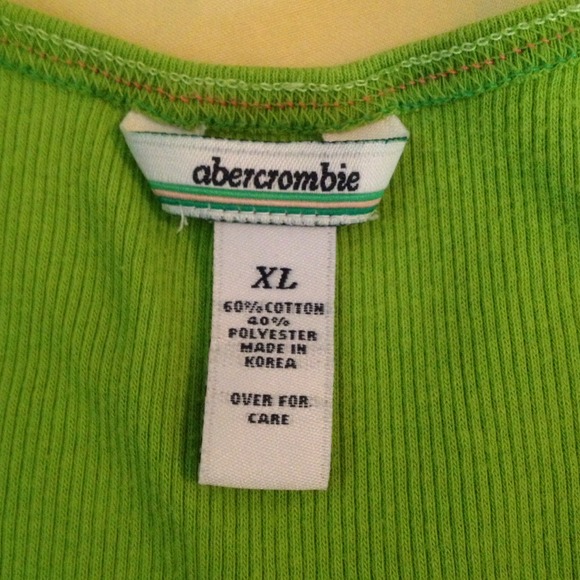 abercrombie
XL
60%COTTON
40%
POLYESTER
MADE IN
KOREA
OVER FOR
CARE